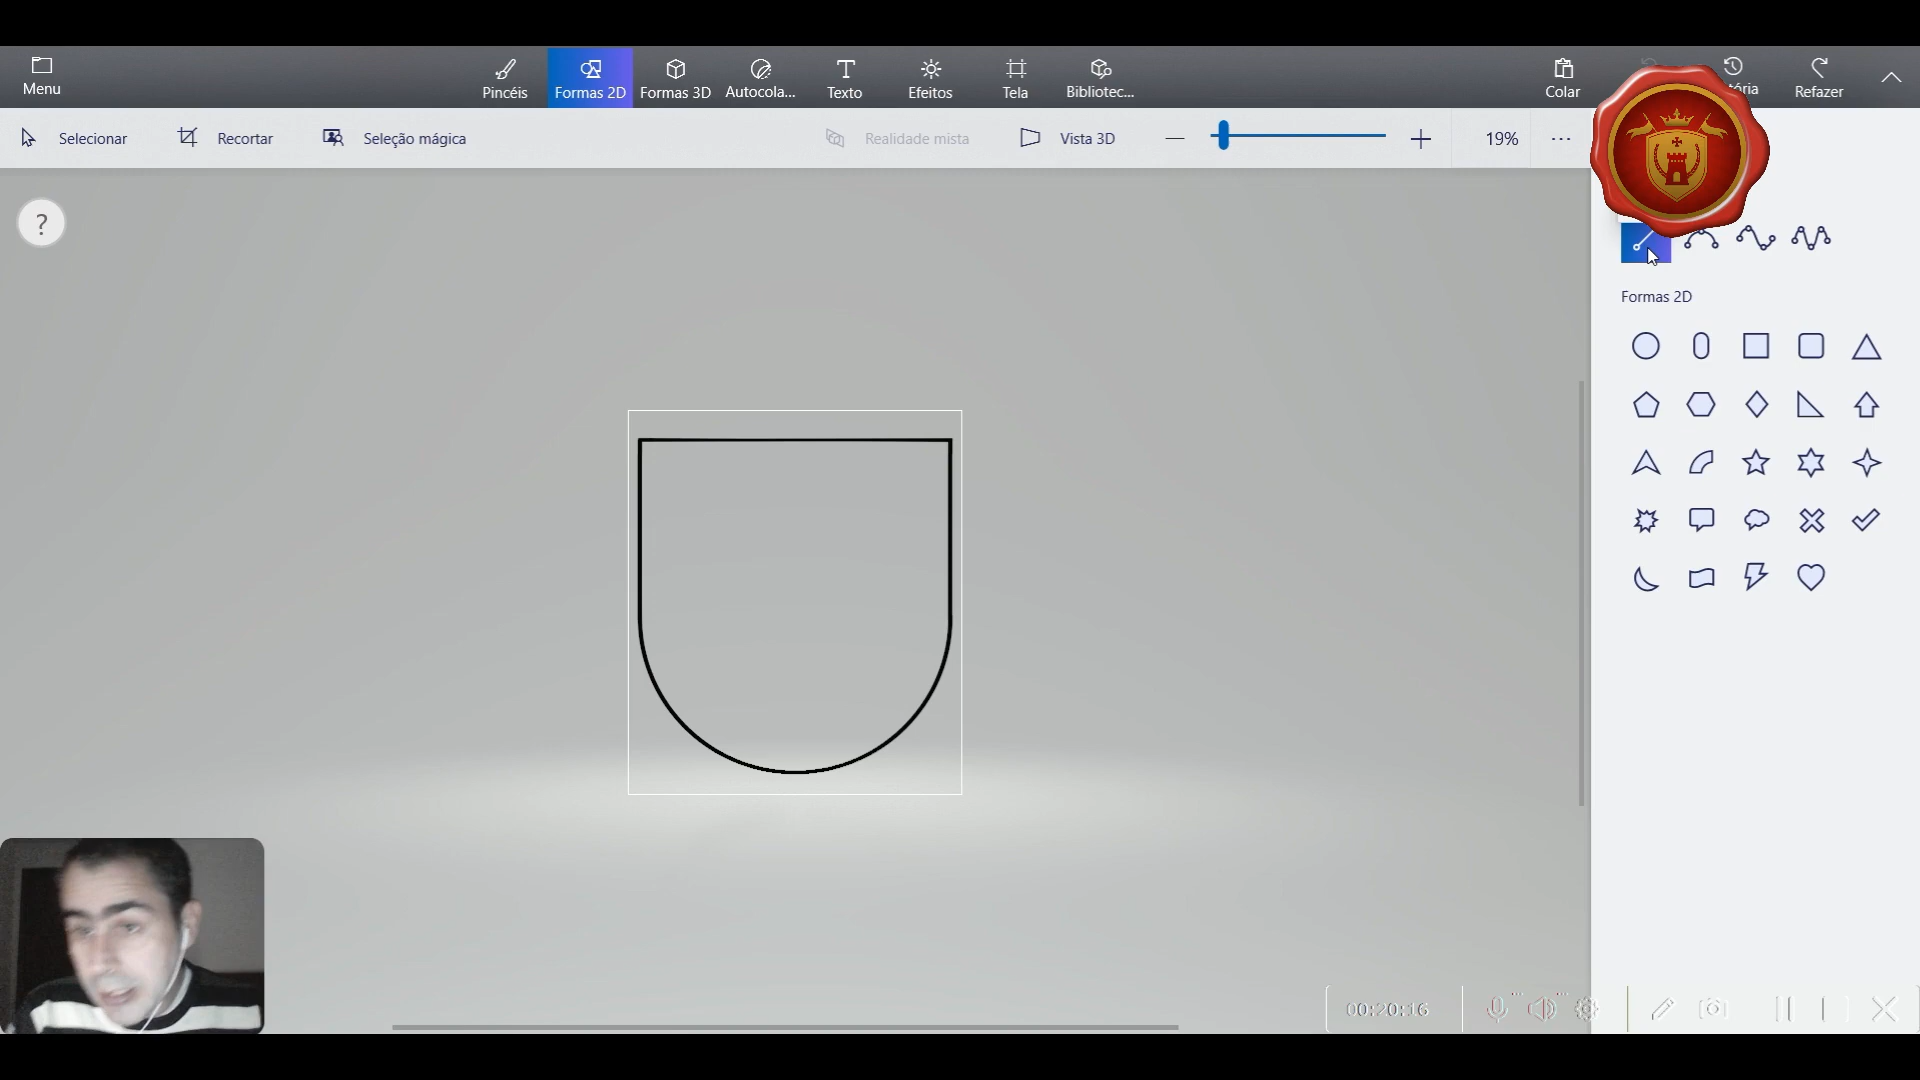 Menu
Pincéis
Formas 2D
Formas 3D
Autocola...
Texto
Efeitos
Tela
Bibliotec...
Colar
Refazer
Selecionar
Recortar
Seleção mágica
Realidade mista
Vista 3D
19%
?
Formas 2D
00:20:16